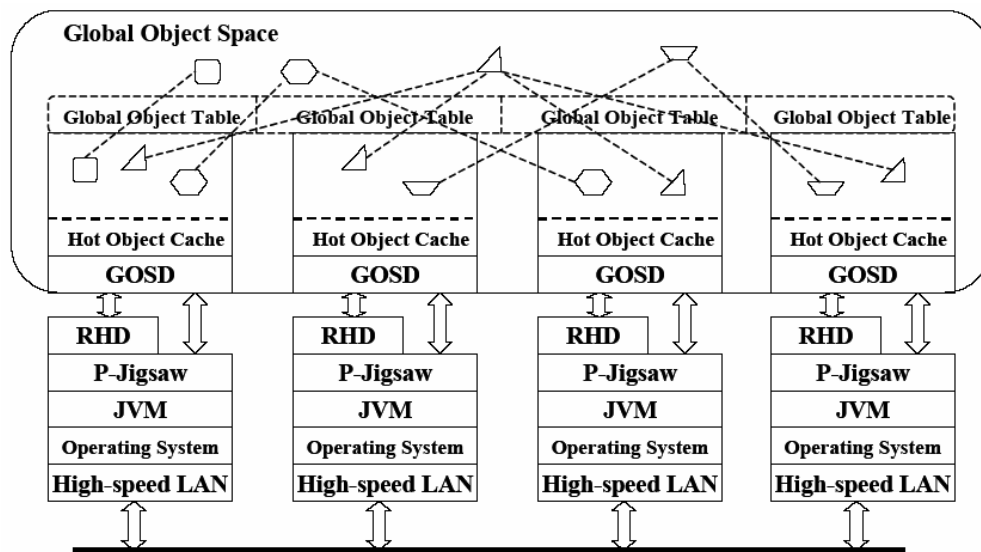 Global Object Space
Global Object Table Global Object Table Global Object Table Global Object Table
Hot Object Cache Hot Object Cache Hot Object Cache Hot Object Cache
GOSD GOSD GOSD GOSD
RHD RHD RHD RHD
P-Jigsaw P-Jigsaw P-Jigsaw P-Jigsaw
JVM JVM JVM JVM
Operating System Operating System Operating System Operating System
High-speed LAN High-speed LAN High-speed LAN High-speed LAN